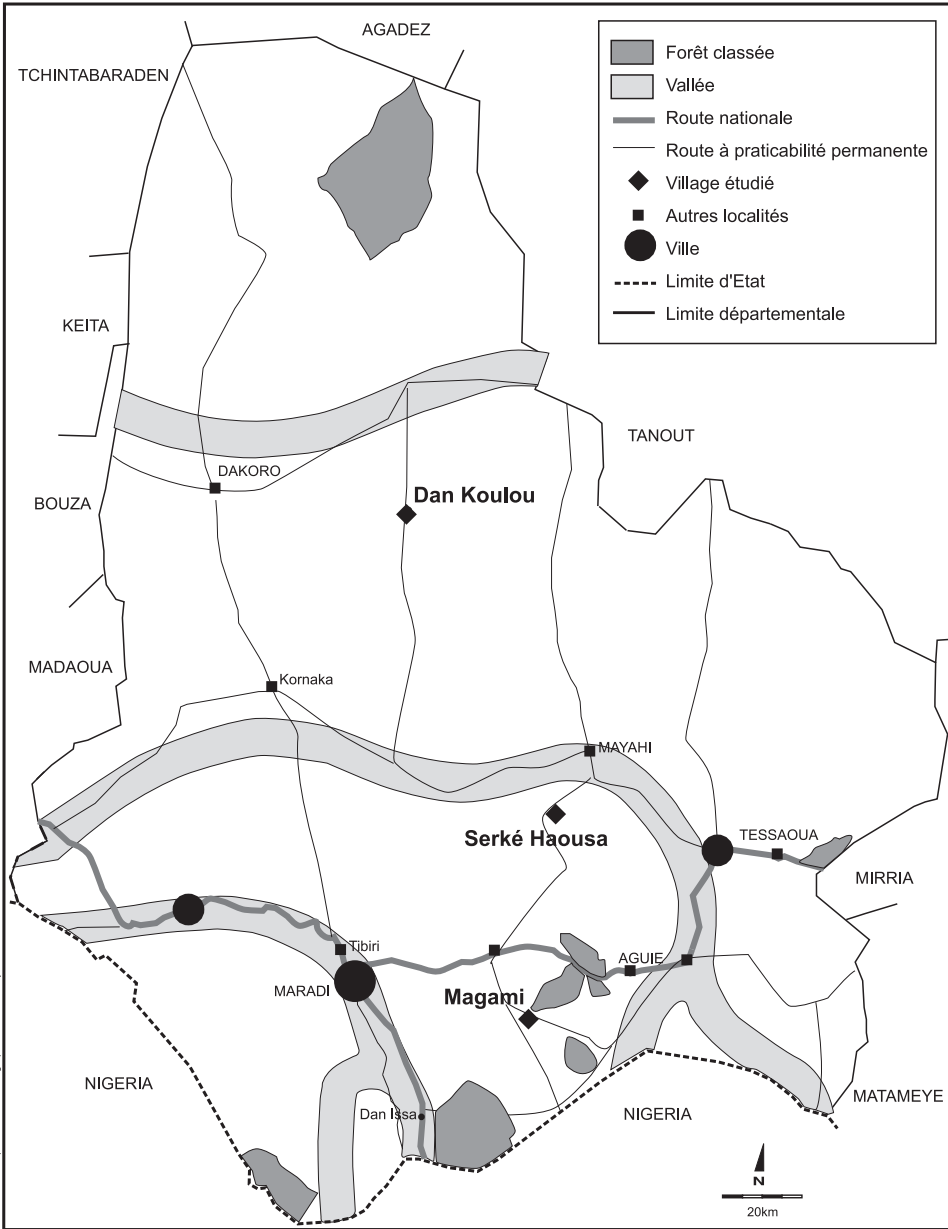 AGADEZ
TCHINTABARADEN
Forêt classée
Vallée
Route nationale
Route à praticabilité permanente
Village étudié
Autres localités
Ville
Limite d'Etat
Limite départementale
KEITA
TANOUT
DAKORO
Dan Koulou
BOUZA
MADAOUA
Kornaka
MAYAHI
Serké Haousa
TESSAOUA
MIRRIA
Tibiri
AGUIE
MARADI
Magami
NIGERIA
MATAMEYE
Dan Issa
NIGERIA
N
20km